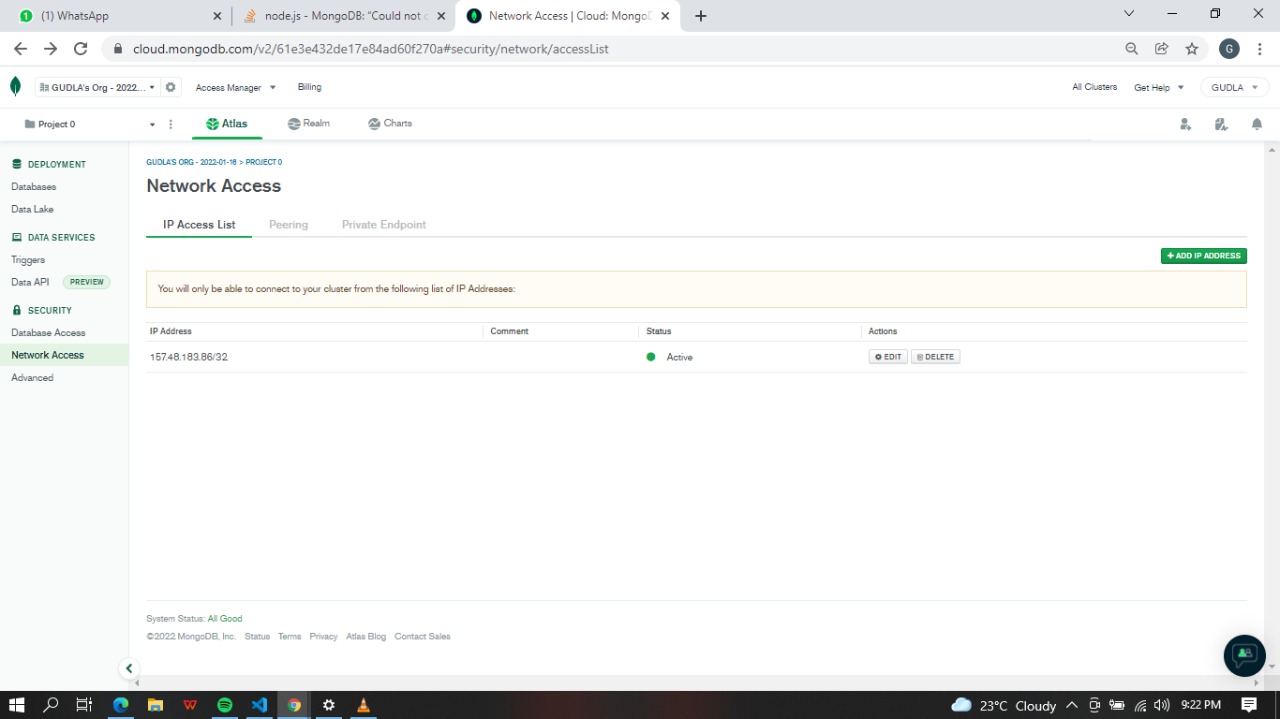 (1) WhatsApp
node.js - MongoDB: "Could not c
Network Access | Cloud: MongoD
cloud.mongodb.com/v2/61e3e432de17e84ad60f270a#security/network/accessList
G
GUDLA's Org - 2022... Access Manager Billing All Clusters Get Help GUDLA
Project 0 Atlas Realm Charts
DEPLOYMENT
Databases
Data Lake
DATA SERVICES
Triggers
Data API PREVIEW
SECURITY
Database Access
Network Access
Advanced
GUDLA'S ORG - 2022-01-16 > PROJECT 0
Network Access
IP Access List Peering Private Endpoint
+ ADD IP ADDRESS
You will only be able to connect to your cluster from the following list of IP Addresses:
IP Address Comment Status Actions
157.48.183.86/32 Active EDIT DELETE
System Status: All Good
©2022 MongoDB, Inc. Status Terms Privacy Atlas Blog Contact Sales
23°C Cloudy 9:22 PM